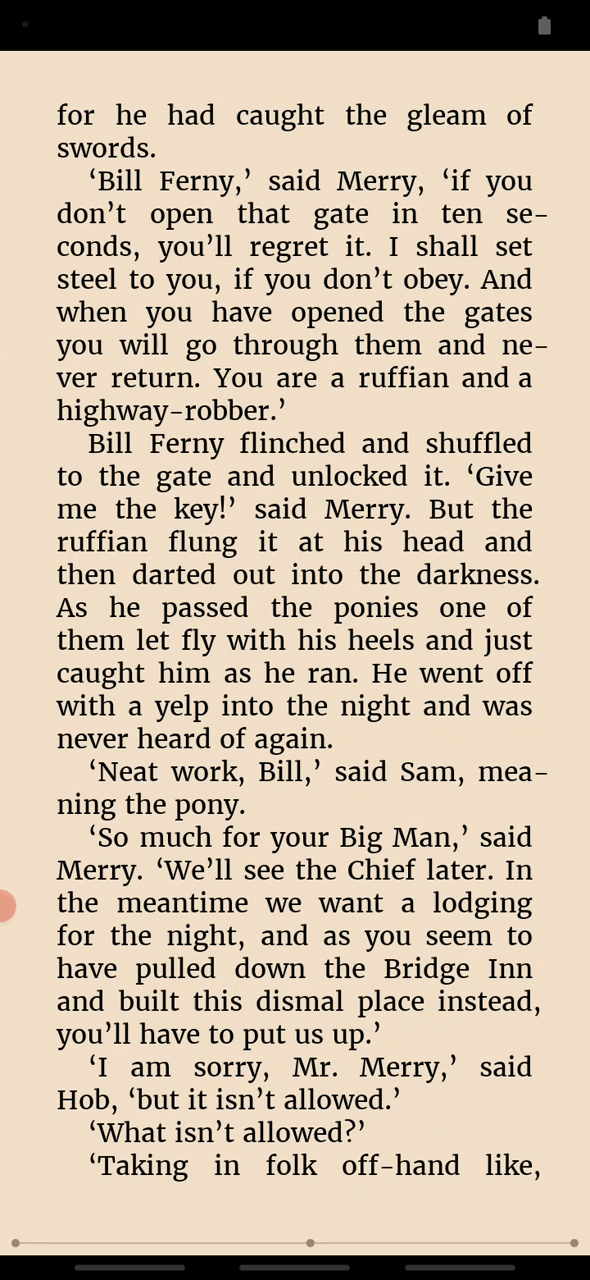 for he had caught the gleam of
swords.
‘Bill Ferny,’ said Merry, ‘if you
don’t open that gate in ten se-
conds, you’ll regret it. I shall set
steel to you, if you don’t obey. And
when you have opened the gates
you will go through them and ne-
ver return. You are a ruffian and a
highway-robber.’
Bill Ferny flinched and shuffled
to the gate and unlocked it. ‘Give
me the key!’ said Merry. But the
ruffian flung it at his head and
then darted out into the darkness.
As he passed the ponies one of
them let fly with his heels and just
caught him as he ran. He went off
with a yelp into the night and was
never heard of again.
‘Neat work, Bill,’ said Sam, mea-
ning the pony.
‘So much for your Big Man,’ said
Merry. ‘We’ll see the Chief later. In
the meantime we want a lodging
for the night, and as you seem to
have pulled down the Bridge Inn
and built this dismal place instead,
you’ll have to put us up.’
‘I am sorry, Mr. Merry,’ said
Hob, ‘but it isn’t allowed.’
‘What isn’t allowed?’
‘Taking in folk off-hand like,